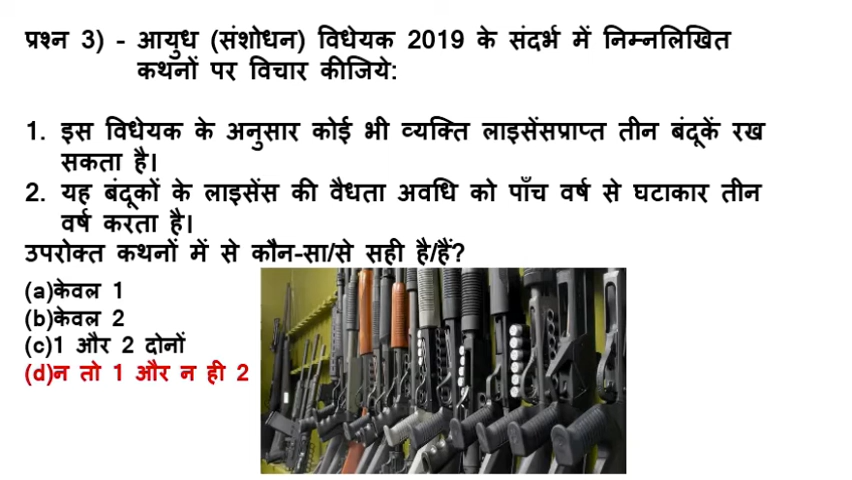 प्रश्न 3) - आयुध (संशोधन) विधेयक 2019 के संदर्भ में निम्नलिखित
कथनों पर विचार कीजिये:
1. इस विधेयक के अनुसार कोई भी व्यक्ति लाइसेंसप्राप्त तीन बंदूकें रख
सकता है।
2. यह बंदूकों के लाइसेंस की वैधता अवधि को पाँच वर्ष से घटाकार तीन
वर्ष करता है।
उपरोक्त कथनों में से कौन-सा/से सही है/हैं?
(a)केवल 1
(b)केवल 2
(c)1 और 2 दोनों
(d)न तो 1 और न ही 2